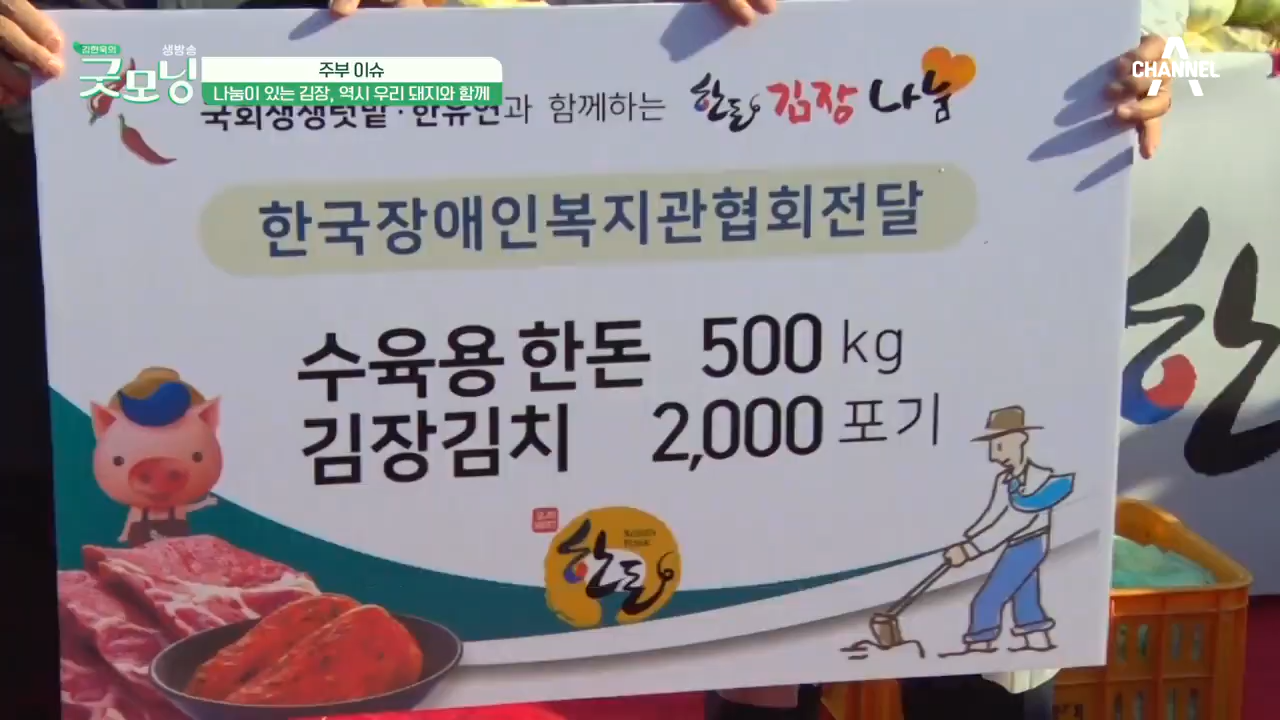 김현욱의 생방송
굿모닝
주부 이슈
나눔이 있는 김장, 역시 우리 돼지와 함께
CHANNEL A
국회생생텃밭·한유연과 함께하는 한돈 김장 나눔
한국장애인복지관협회전달
수육용 한돈 500 kg
김장김치 2,000 포기
한돈
한